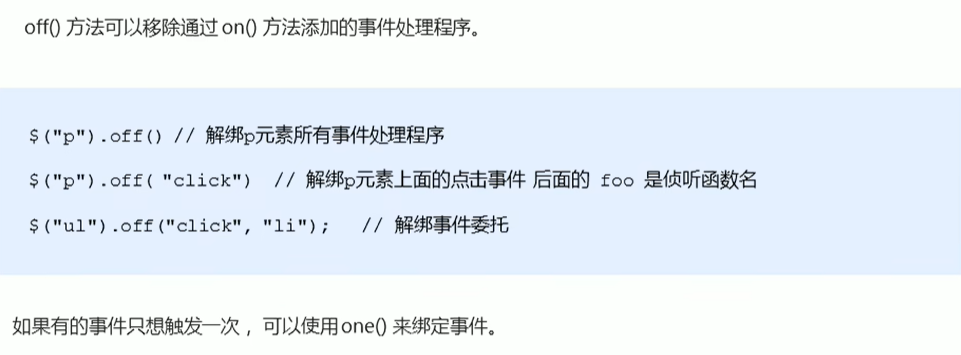 off() 方法可以移除通过 on() 方法添加的事件处理程序。
$("p").off() // 解绑p元素所有事件处理程序
$("p").off( "click")  // 解绑p元素上面的点击事件 后面的 foo 是侦听函数名
$("ul").off("click", "li");   // 解绑事件委托
如果有的事件只想触发一次， 可以使用 one() 来绑定事件。